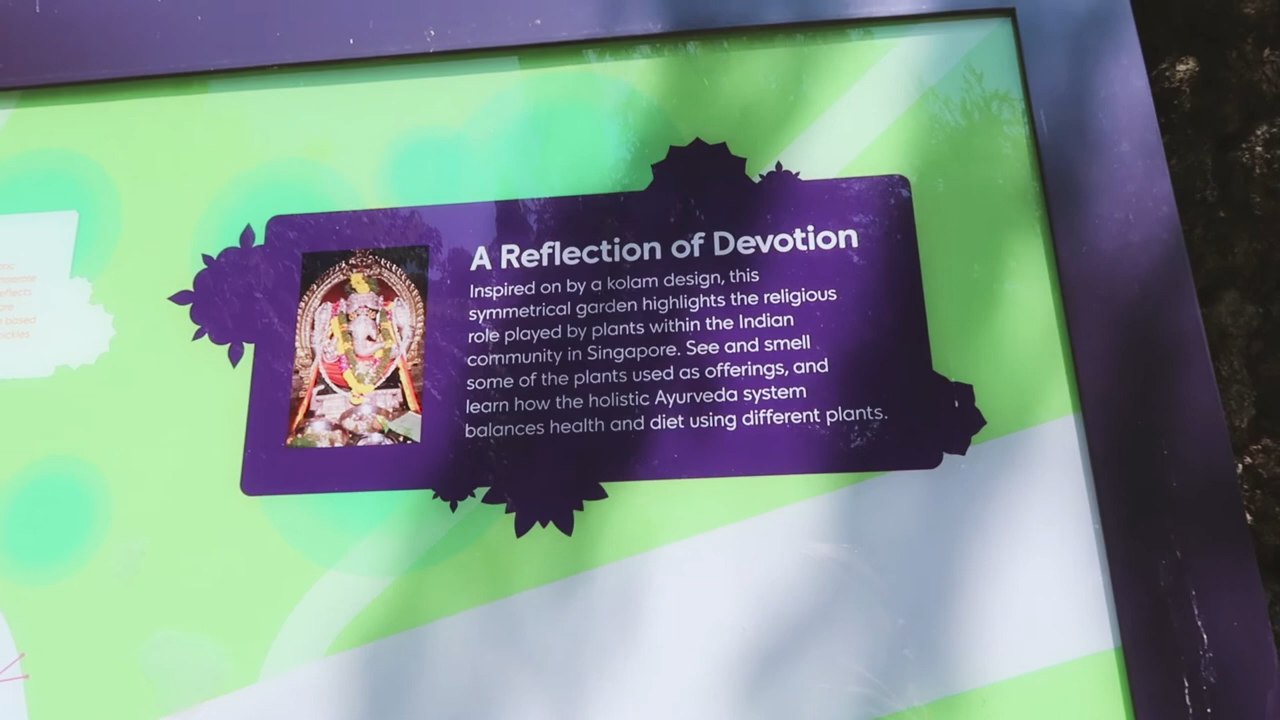 A Reflection of Devotion
Inspired on by a kolam design, this
symmetrical garden highlights the religious
role played by plants within the Indian
community in Singapore. See and smell
some of the plants used as offerings, and
learn how the holistic Ayurveda system
balances health and diet using different plants.
based